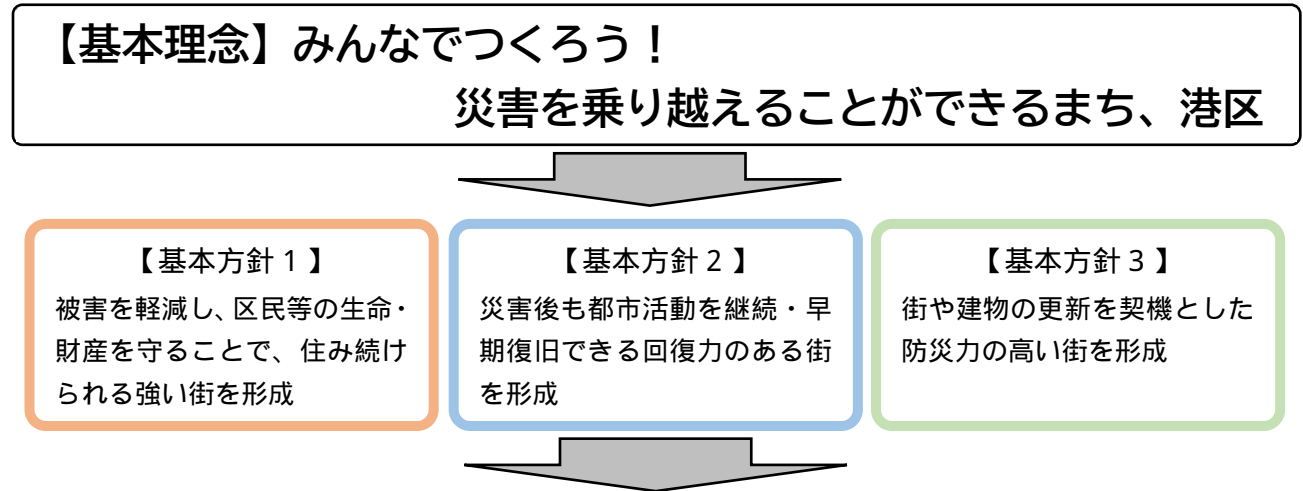 【基本理念】みんなでつくろう！
災害を乗り越えることができるまち、港区
【基本方針1】
被害を軽減し、区民等の生命・
財産を守ることで、住み続け
られる強い街を形成
【基本方針2】
災害後も都市活動を継続・早
期復旧できる回復力のある街
を形成
【基本方針3】
街や建物の更新を契機とした
防災力の高い街を形成